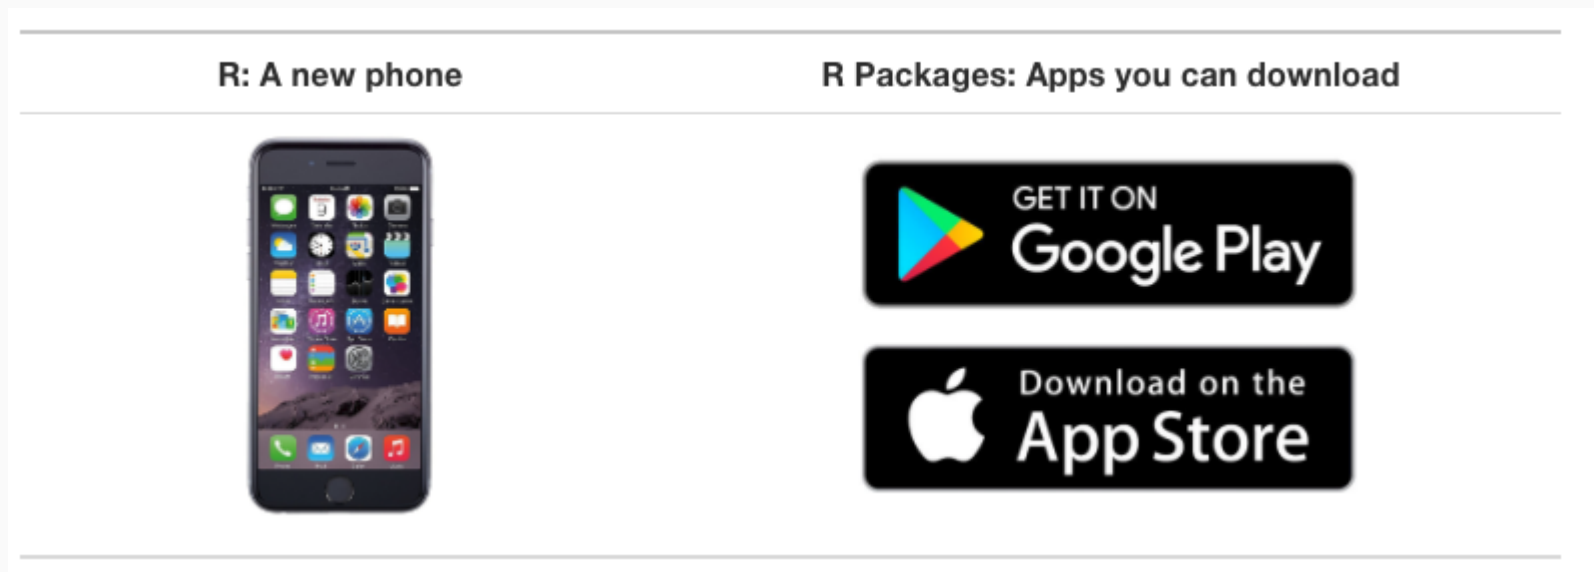 R: A new phone
R Packages: Apps you can download
GET IT ON
Google Play
Download on the
App Store